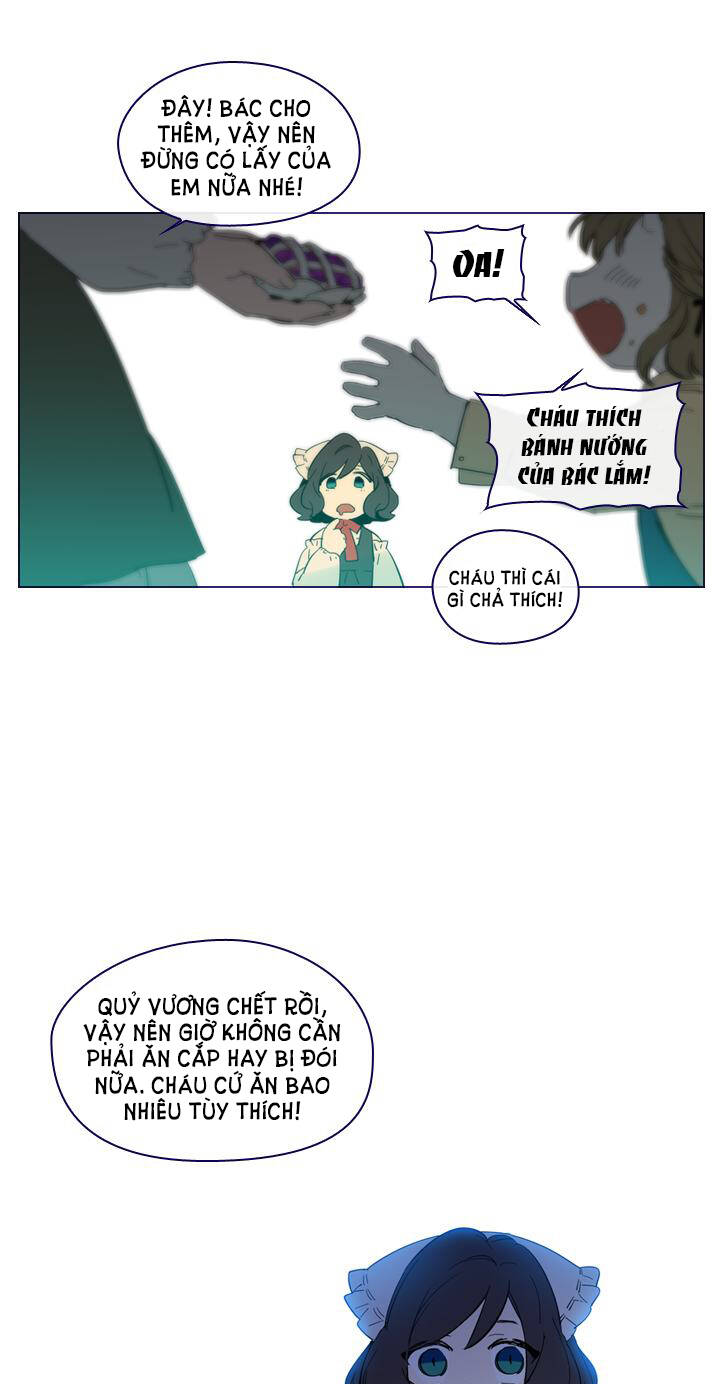 ĐÂY! BÁC CHO
THÊM, VẬY NÊN
ĐỪNG CÓ LẤY CỦA
EM NỮA NHÉ!
OA!
CHÁU THÍCH
BÁNH NƯỚNG
CỦA BÁC LẮM!
CHÁU THÌ CÁI
GÌ CHẢ THÍCH!
QUỶ VƯƠNG CHẾT RỒI,
VẬY NÊN GIỜ KHÔNG CẦN
PHẢI ĂN CẮP HAY BỊ ĐÓI
NỮA. CHÁU CỨ ĂN BAO
NHIÊU TÙY THÍCH!